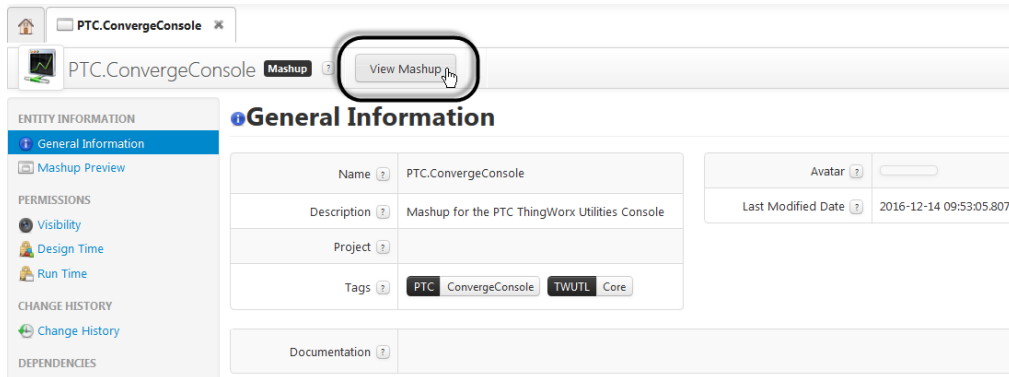 PTC.ConvergeConsole
PTC.ConvergeConsole Mashup ? View Mashup
ENTITY INFORMATION
General Information
Mashup Preview
PERMISSIONS
Visibility
Design Time
Run Time
CHANGE HISTORY
Change History
DEPENDENCIES
General Information
Name ? PTC.ConvergeConsole
Description ? Mashup for the PTC ThingWorx Utilities Console
Project ?
Tags ? PTC ConvergeConsole TWUTL Core
Avatar ?
Last Modified Date ? 2016-12-14 09:53:05.807
Documentation ?